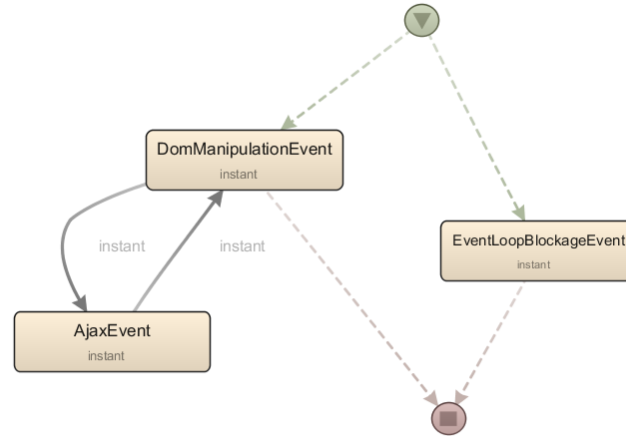 DomManipulationEvent
instant
EventLoopBlockageEvent
instant
instant
instant
AjaxEvent
instant